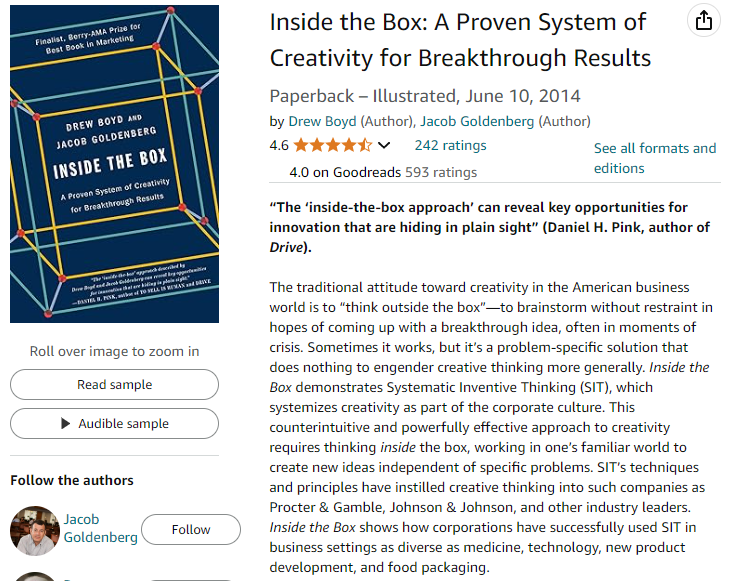 Finalist, Berry-AMA Prize for
Best Book in Marketing
DREW BOYD AND
JACOB GOLDENBERG
INSIDE THE BOX
A Proven System of Creativity
for Breakthrough Results
"The 'inside-the-box' approach described by
Drew Boyd and Jacob Goldenberg can reveal key opportunities
for innovation that are hiding in plain sight."
—DANIEL H. PINK, author of TO SELL IS HUMAN and DRIVE
Roll over image to zoom in
Read sample
Audible sample
Follow the authors
Jacob
Goldenberg
Follow
Inside the Box: A Proven System of
Creativity for Breakthrough Results
Paperback – Illustrated, June 10, 2014
by Drew Boyd (Author), Jacob Goldenberg (Author)
4.6
242 ratings
See all formats and
editions
4.0 on Goodreads 593 ratings
“The ‘inside-the-box approach’ can reveal key opportunities for
innovation that are hiding in plain sight” (Daniel H. Pink, author of
Drive).
The traditional attitude toward creativity in the American business
world is to “think outside the box”—to brainstorm without restraint in
hopes of coming up with a breakthrough idea, often in moments of
crisis. Sometimes it works, but it’s a problem-specific solution that
does nothing to engender creative thinking more generally. Inside the
Box demonstrates Systematic Inventive Thinking (SIT), which
systemizes creativity as part of the corporate culture. This
counterintuitive and powerfully effective approach to creativity
requires thinking inside the box, working in one’s familiar world to
create new ideas independent of specific problems. SIT’s techniques
and principles have instilled creative thinking into such companies as
Procter & Gamble, Johnson & Johnson, and other industry leaders.
Inside the Box shows how corporations have successfully used SIT in
business settings as diverse as medicine, technology, new product
development, and food packaging.